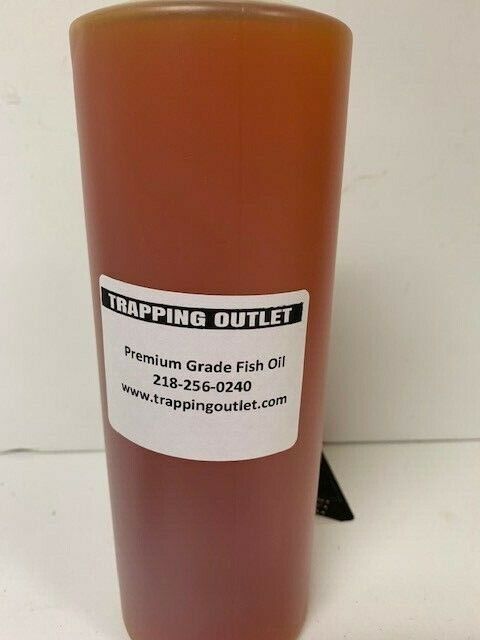 TRAPPING OUTLET
Premium Grade Fish Oil
218-256-0240
www.trappingoutlet.com